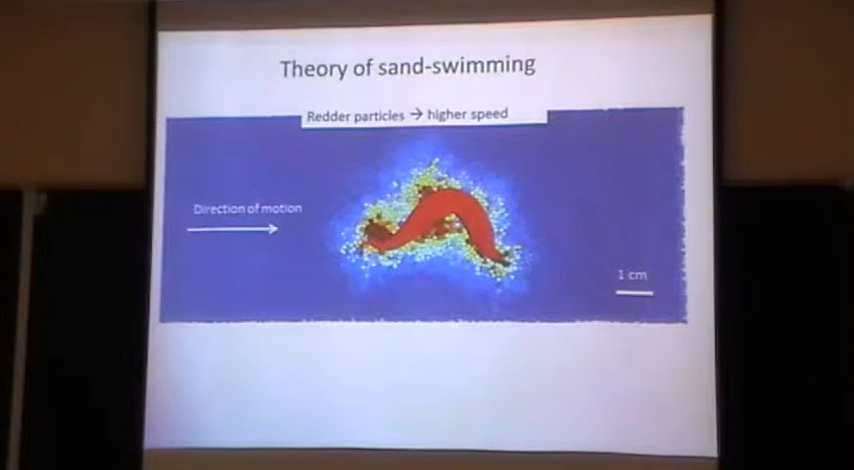 Theory of sand-swimming
Redder particles → higher speed
Direction of motion
1 cm